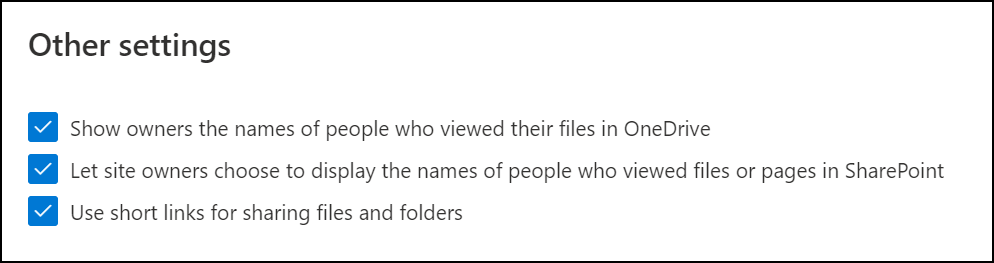 Other settings
Show owners the names of people who viewed their files in OneDrive
Let site owners choose to display the names of people who viewed files or pages in SharePoint
Use short links for sharing files and folders